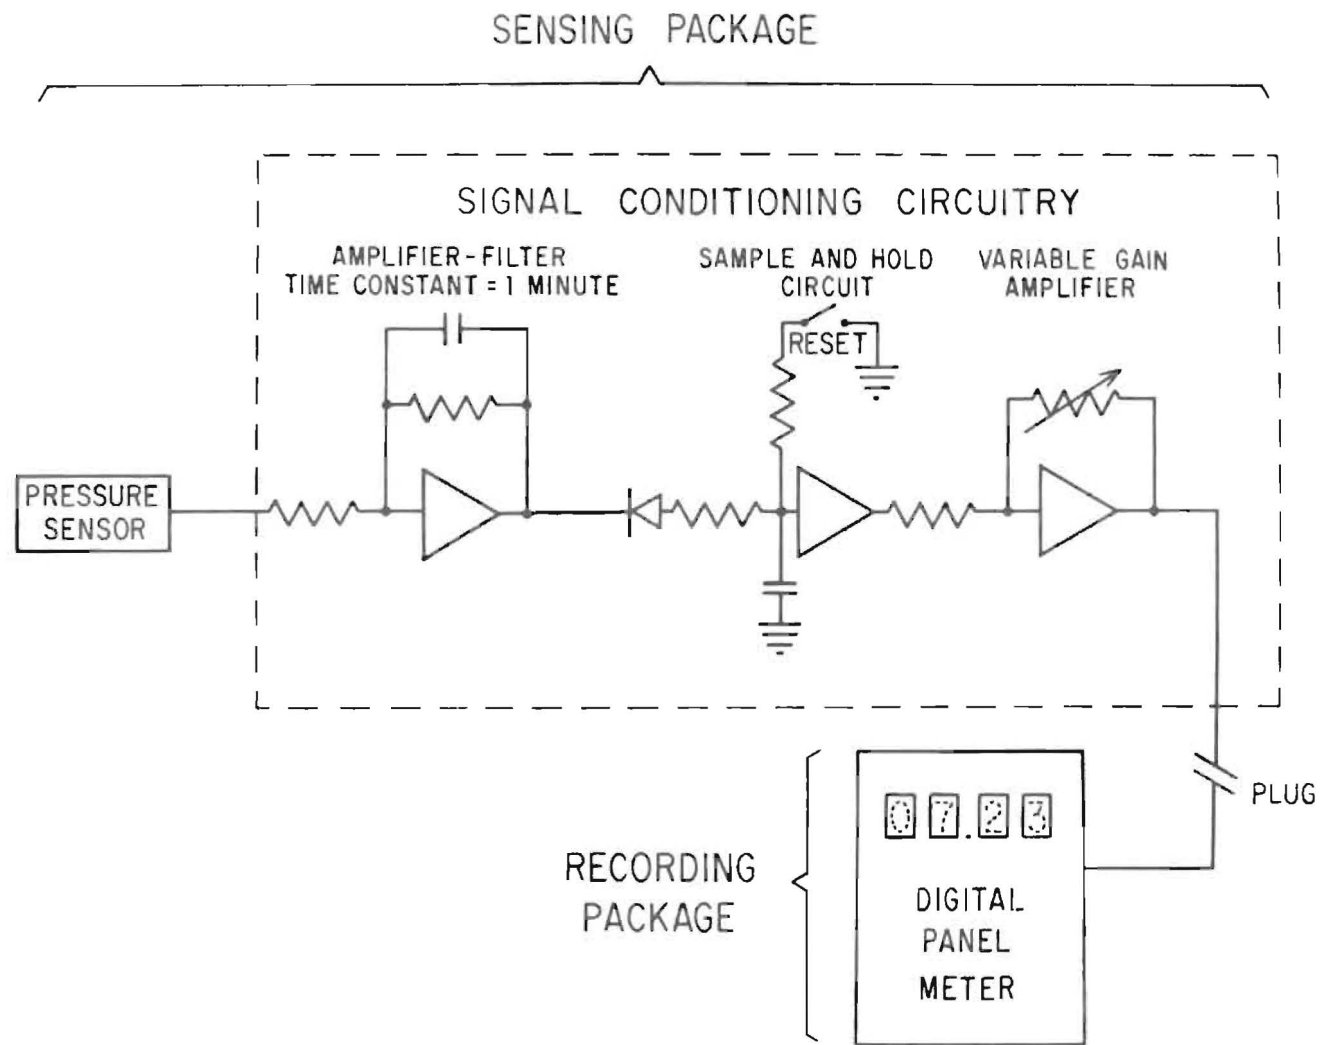 SENSING PACKAGE
SIGNAL CONDITIONING CIRCUITRY
AMPLIFIER-FILTER
TIME CONSTANT = 1 MINUTE
SAMPLE AND HOLD
CIRCUIT
VARIABLE GAIN
AMPLIFIER
RESET
PRESSURE
SENSOR
PLUG
07.23
RECORDING
PACKAGE
DIGITAL
PANEL
METER